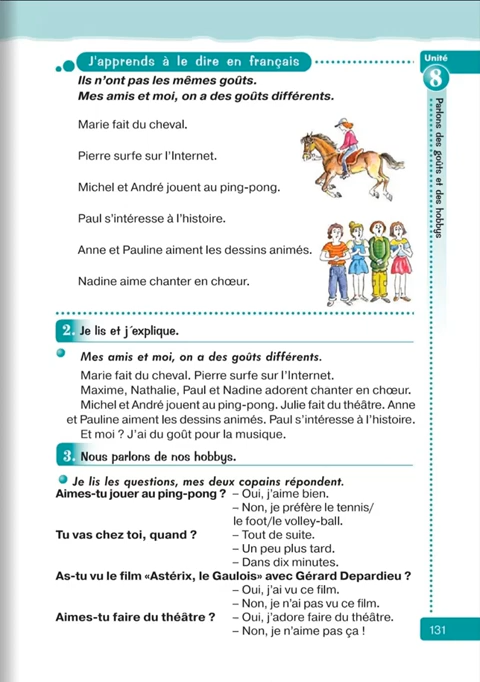 J'apprends à le dire en français
Unité
8
Parlons des goûts et des hobbys
Ils n'ont pas les mêmes goûts.
Mes amis et moi, on a des goûts différents.
Marie fait du cheval.
Pierre surfe sur l'Internet.
Michel et André jouent au ping-pong.
Paul s'intéresse à l'histoire.
Anne et Pauline aiment les dessins animés.
Nadine aime chanter en chœur.
2. Je lis et j´explique.
Mes amis et moi, on a des goûts différents.
Marie fait du cheval. Pierre surfe sur l'Internet.
Maxime, Nathalie, Paul et Nadine adorent chanter en chœur.
Michel et André jouent au ping-pong. Julie fait du théâtre. Anne
et Pauline aiment les dessins animés. Paul s'intéresse à l'histoire.
Et moi ? J'ai du goût pour la musique.
3. Nous parlons de nos hobbys.
Je lis les questions, mes deux copains répondent.
Aimes-tu jouer au ping-pong ? – Oui, j'aime bien.
– Non, je préfère le tennis/
le foot/le volley-ball.
Tu vas chez toi, quand ? – Tout de suite.
– Un peu plus tard.
– Dans dix minutes.
As-tu vu le film «Astérix, le Gaulois» avec Gérard Depardieu ?
– Oui, j'ai vu ce film.
– Non, je n'ai pas vu ce film.
Aimes-tu faire du théâtre ? – Oui, j'adore faire du théâtre.
– Non, je n'aime pas ça !
131